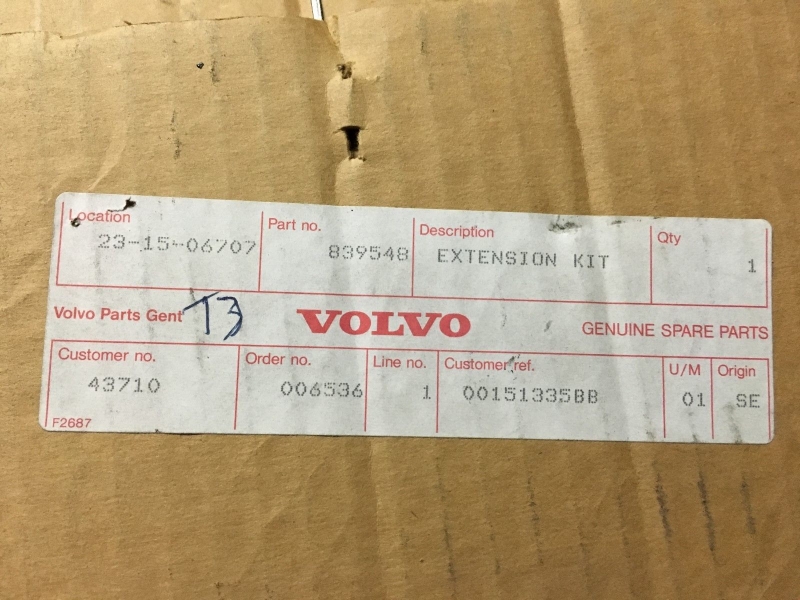 Location Part no. Description Qty
23-15-06707 839548 EXTENSION KIT 1
Volvo Parts Gent T3 VOLVO GENUINE SPARE PARTS
Customer no. Order no. Line no. Customer ref. U/M Origin
43710 006536 1 00151335BB 01 SE
F2687